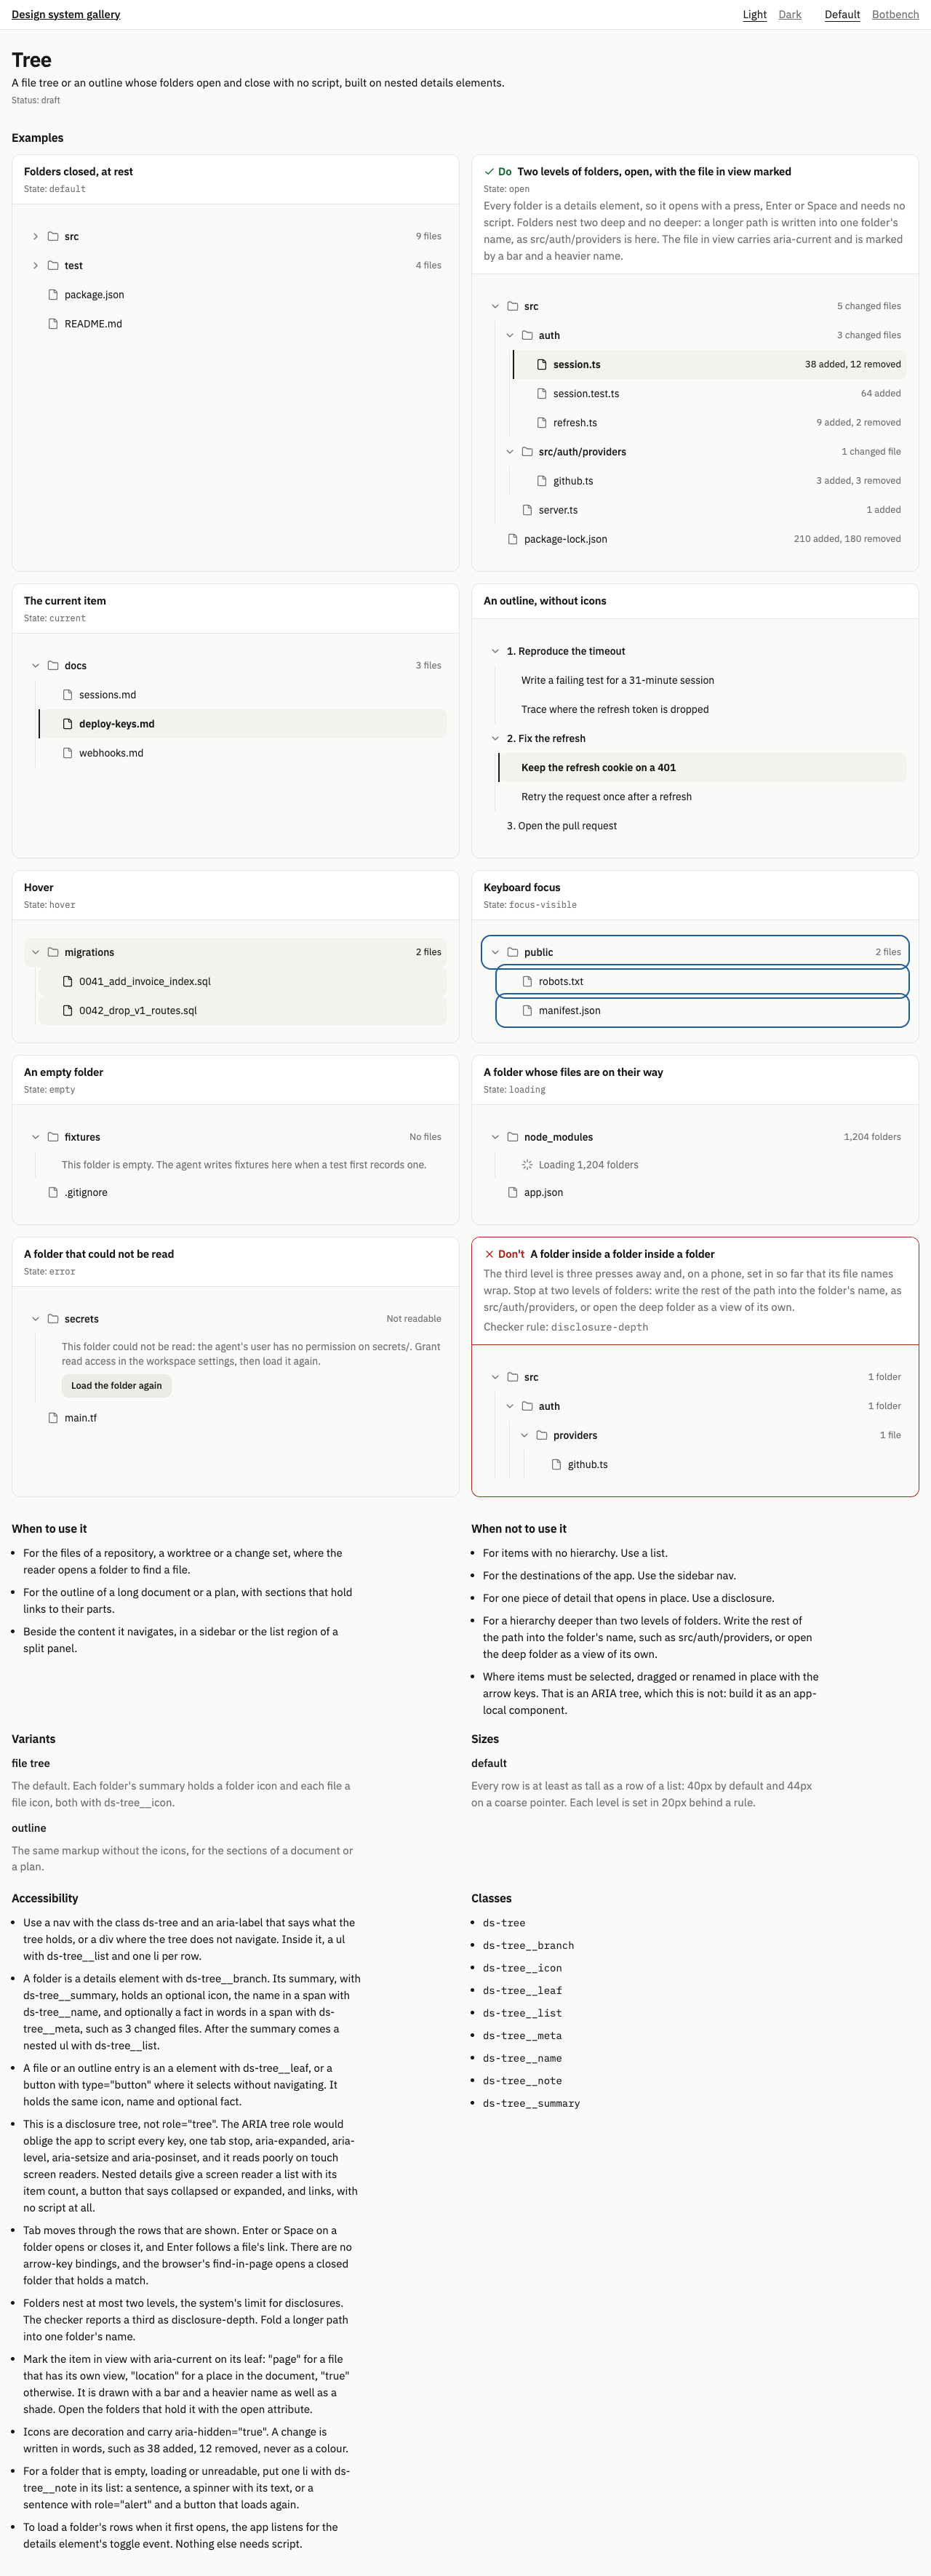 Design system gallery
Light Dark Default Botbench
Tree
A file tree or an outline whose folders open and close with no script, built on nested details elements.
Status: draft
Examples
Folders closed, at rest
State: default
src 9 files
test 4 files
package.json
README.md
Do Two levels of folders, open, with the file in view marked
State: open
Every folder is a details element, so it opens with a press, Enter or Space and needs no
script. Folders nest two deep and no deeper: a longer path is written into one folder's
name, as src/auth/providers is here. The file in view carries aria-current and is marked
by a bar and a heavier name.
src 5 changed files
auth 3 changed files
session.ts 38 added, 12 removed
session.test.ts 64 added
refresh.ts 9 added, 2 removed
src/auth/providers 1 changed file
github.ts 3 added, 3 removed
server.ts 1 added
package-lock.json 210 added, 180 removed
The current item
State: current
docs 3 files
sessions.md
deploy-keys.md
webhooks.md
An outline, without icons
1. Reproduce the timeout
Write a failing test for a 31-minute session
Trace where the refresh token is dropped
2. Fix the refresh
Keep the refresh cookie on a 401
Retry the request once after a refresh
3. Open the pull request
Hover
State: hover
migrations 2 files
0041_add_invoice_index.sql
0042_drop_v1_routes.sql
Keyboard focus
State: focus-visible
public 2 files
robots.txt
manifest.json
An empty folder
State: empty
fixtures No files
This folder is empty. The agent writes fixtures here when a test first records one.
.gitignore
A folder whose files are on their way
State: loading
node_modules 1,204 folders
Loading 1,204 folders
app.json
A folder that could not be read
State: error
secrets Not readable
This folder could not be read: the agent's user has no permission on secrets/. Grant
read access in the workspace settings, then load it again.
Load the folder again
main.tf
Don't A folder inside a folder inside a folder
The third level is three presses away and, on a phone, set in so far that its file names
wrap. Stop at two levels of folders: write the rest of the path into the folder's name, as
src/auth/providers, or open the deep folder as a view of its own.
Checker rule: disclosure-depth
src 1 folder
auth 1 folder
providers 1 file
github.ts
When to use it
For the files of a repository, a worktree or a change set, where the
reader opens a folder to find a file.
For the outline of a long document or a plan, with sections that hold
links to their parts.
Beside the content it navigates, in a sidebar or the list region of a
split panel.
When not to use it
For items with no hierarchy. Use a list.
For the destinations of the app. Use the sidebar nav.
For one piece of detail that opens in place. Use a disclosure.
For a hierarchy deeper than two levels of folders. Write the rest of
the path into the folder's name, such as src/auth/providers, or open
the deep folder as a view of its own.
Where items must be selected, dragged or renamed in place with the
arrow keys. That is an ARIA tree, which this is not: build it as an app-
local component.
Variants
file tree
The default. Each folder's summary holds a folder icon and each file a
file icon, both with ds-tree__icon.
outline
The same markup without the icons, for the sections of a document or
a plan.
Sizes
default
Every row is at least as tall as a row of a list: 40px by default and 44px
on a coarse pointer. Each level is set in 20px behind a rule.
Accessibility
Use a nav with the class ds-tree and an aria-label that says what the
tree holds, or a div where the tree does not navigate. Inside it, a ul
with ds-tree__list and one li per row.
A folder is a details element with ds-tree__branch. Its summary, with
ds-tree__summary, holds an optional icon, the name in a span with
ds-tree__name, and optionally a fact in words in a span with ds-
tree__meta, such as 3 changed files. After the summary comes a
nested ul with ds-tree__list.
A file or an outline entry is an a element with ds-tree__leaf, or a
button with type="button" where it selects without navigating. It
holds the same icon, name and optional fact.
This is a disclosure tree, not role="tree". The ARIA tree role would
oblige the app to script every key, one tab stop, aria-expanded, aria-
level, aria-setsize and aria-posinset, and it reads poorly on touch
screen readers. Nested details give a screen reader a list with its
item count, a button that says collapsed or expanded, and links, with
no script at all.
Tab moves through the rows that are shown. Enter or Space on a
folder opens or closes it, and Enter follows a file's link. There are no
arrow-key bindings, and the browser's find-in-page opens a closed
folder that holds a match.
Folders nest at most two levels, the system's limit for disclosures.
The checker reports a third as disclosure-depth. Fold a longer path
into one folder's name.
Mark the item in view with aria-current on its leaf: "page" for a file
that has its own view, "location" for a place in the document, "true"
otherwise. It is drawn with a bar and a heavier name as well as a
shade. Open the folders that hold it with the open attribute.
Icons are decoration and carry aria-hidden="true". A change is
written in words, such as 38 added, 12 removed, never as a colour.
For a folder that is empty, loading or unreadable, put one li with ds-
tree__note in its list: a sentence, a spinner with its text, or a
sentence with role="alert" and a button that loads again.
To load a folder's rows when it first opens, the app listens for the
details element's toggle event. Nothing else needs script.
Classes
ds-tree
ds-tree__branch
ds-tree__icon
ds-tree__leaf
ds-tree__list
ds-tree__meta
ds-tree__name
ds-tree__note
ds-tree__summary